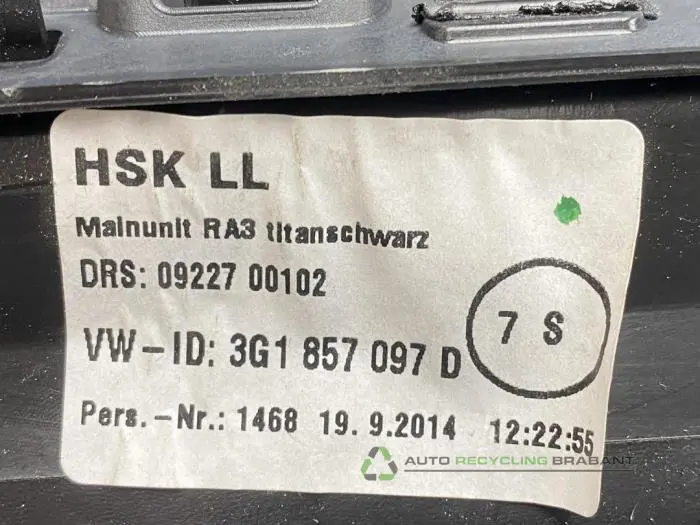 HSK LL
Mainunit RA3 titanschwarz
DRS: 09227 00102
7 S
VW-ID: 3G1 857 097 D
Pers.-Nr.: 1468 19. 9.2014 12:22:55
AUTO RECYCLING BRABANT